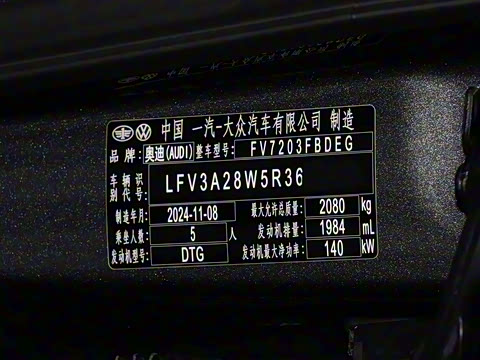 中国 一汽-大众汽车有限公司 制造
品 牌: 奥迪(AUDI) 整车型号: FV7203FBDEG
车 辆 识 别 代 号: LFV3A28W5R36
制造年月: 2024-11-08 最大允许总质量: 2080 kg
乘坐人数: 5 人 发动机排量: 1984 mL
发动机型号: DTG 发动机最大净功率: 140 kW